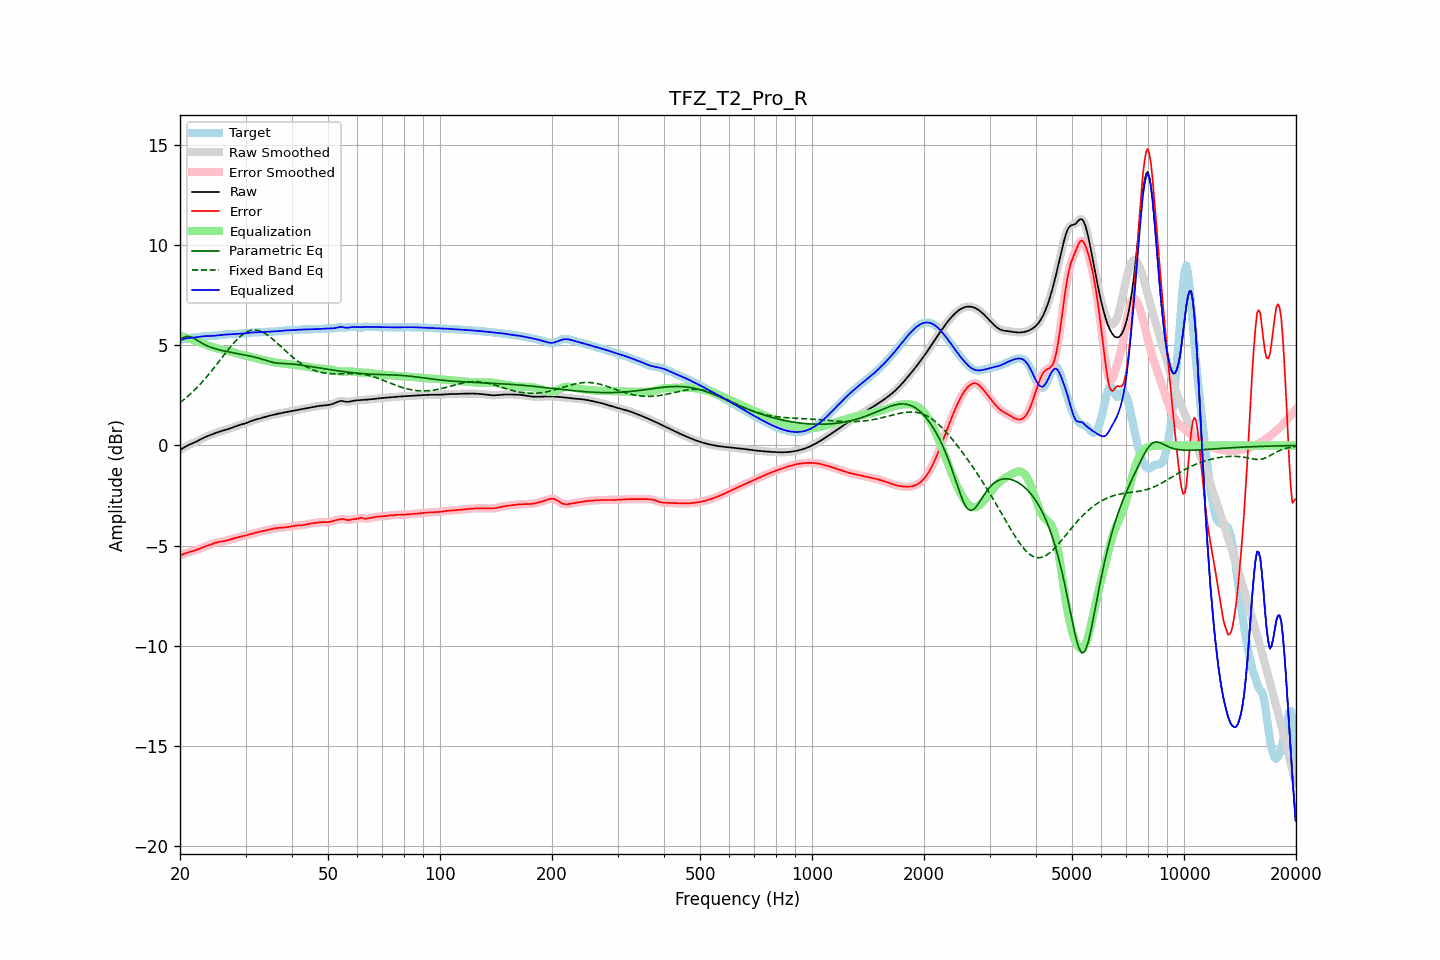 TFZ_T2_Pro_R
Target
Raw Smoothed
Error Smoothed
Raw
Error
Equalization
Parametric Eq
Fixed Band Eq
Equalized
15
10
5
0
−5
−10
−15
−20
Amplitude (dBr)
20 50 100 200 500 1000 2000 5000 10000 20000
Frequency (Hz)